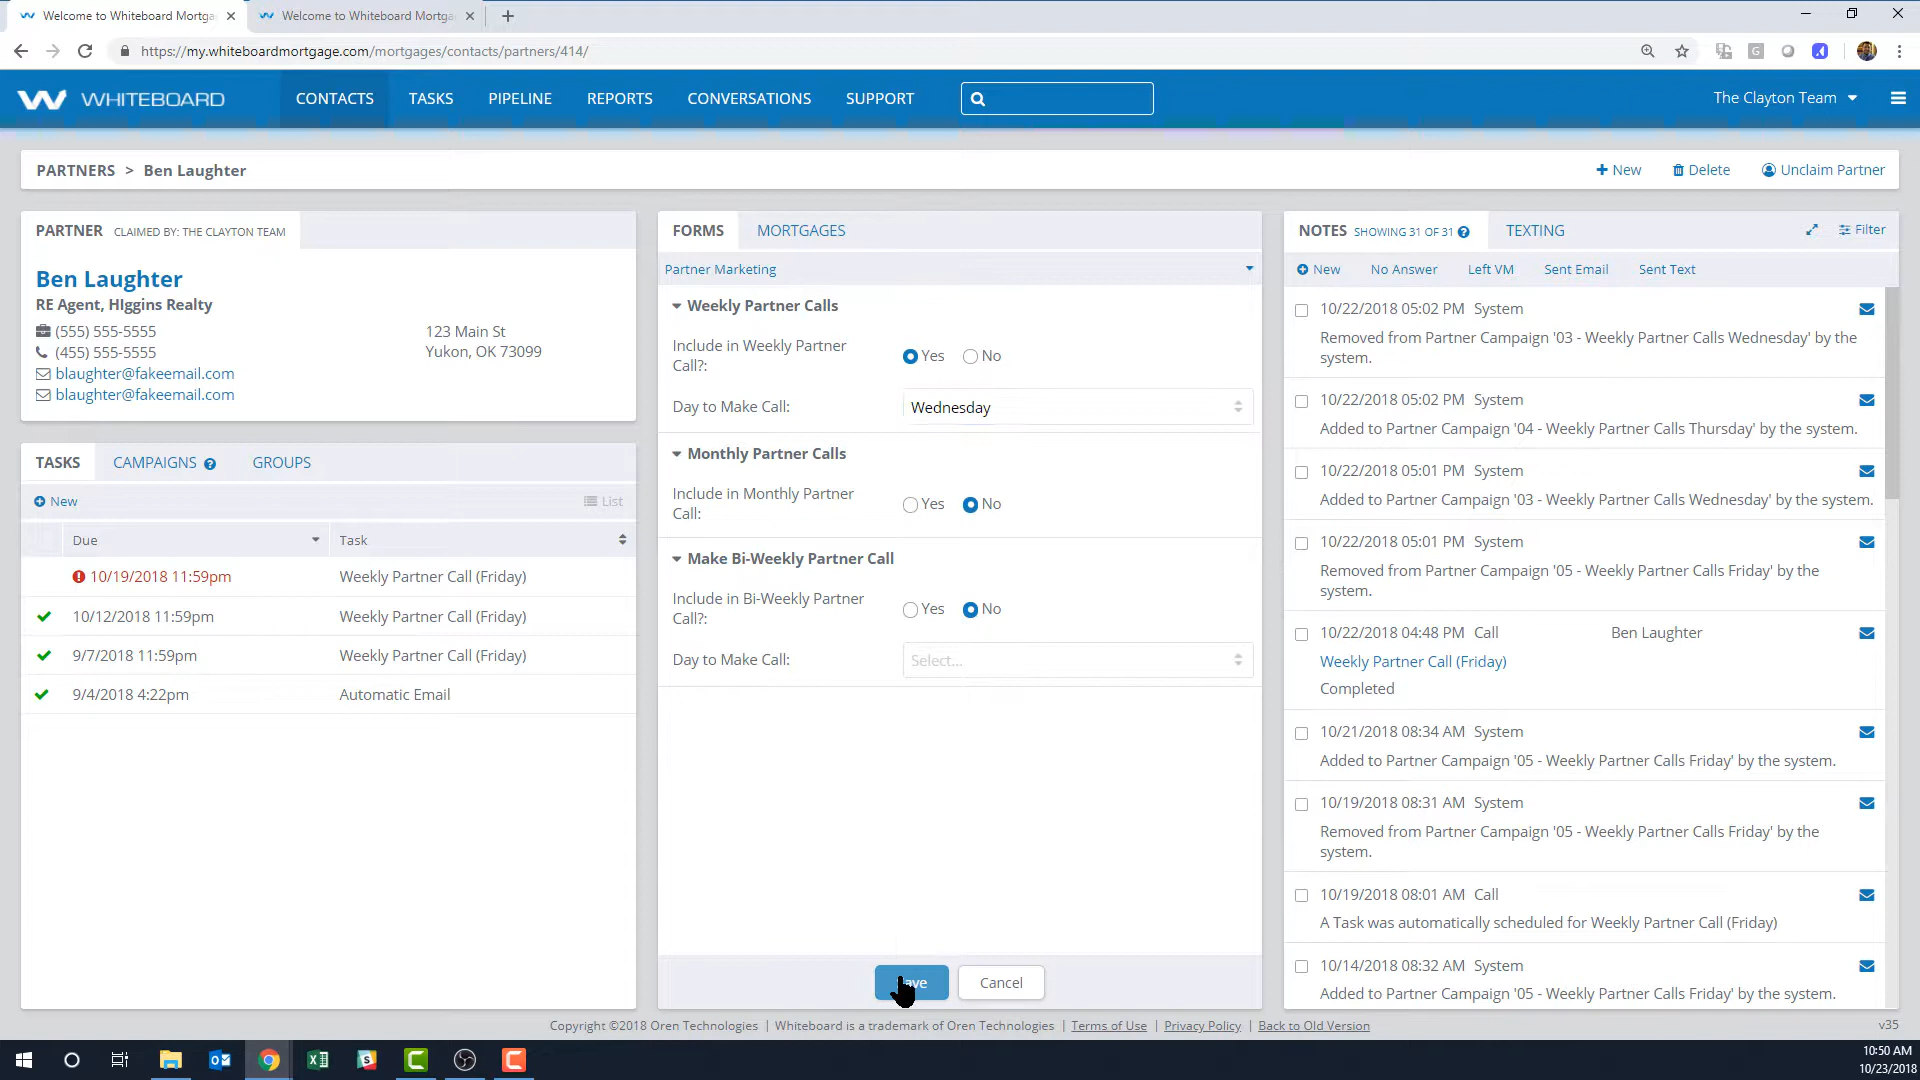 Welcome to Whiteboard Mortga
Welcome to Whiteboard Mortga
https://my.whiteboardmortgage.com/mortgages/contacts/partners/414/
WHITEBOARD
CONTACTS
TASKS
PIPELINE
REPORTS
CONVERSATIONS
SUPPORT
The Clayton Team
PARTNERS > Ben Laughter
New
Delete
Unclaim Partner
PARTNER CLAIMED BY: THE CLAYTON TEAM
Ben Laughter
RE Agent, HIggins Realty
(555) 555-5555
(455) 555-5555
blaughter@fakeemail.com
blaughter@fakeemail.com
123 Main St
Yukon, OK 73099
TASKS
CAMPAIGNS ?
GROUPS
New
List
Due
Task
10/19/2018 11:59pm Weekly Partner Call (Friday)
10/12/2018 11:59pm Weekly Partner Call (Friday)
9/7/2018 11:59pm Weekly Partner Call (Friday)
9/4/2018 4:22pm Automatic Email
FORMS
MORTGAGES
Partner Marketing
Weekly Partner Calls
Include in Weekly Partner
Call?:
Yes No
Day to Make Call:
Wednesday
Monthly Partner Calls
Include in Monthly Partner
Call:
Yes No
Make Bi-Weekly Partner Call
Include in Bi-Weekly Partner
Call?:
Yes No
Day to Make Call:
Select...
Cancel
NOTES SHOWING 31 OF 31 ?
TEXTING
Filter
New
No Answer
Left VM
Sent Email
Sent Text
10/22/2018 05:02 PM System
Removed from Partner Campaign '03 - Weekly Partner Calls Wednesday' by the
system.
10/22/2018 05:02 PM System
Added to Partner Campaign '04 - Weekly Partner Calls Thursday' by the system.
10/22/2018 05:01 PM System
Added to Partner Campaign '03 - Weekly Partner Calls Wednesday' by the system.
10/22/2018 05:01 PM System
Removed from Partner Campaign '05 - Weekly Partner Calls Friday' by the
system.
10/22/2018 04:48 PM Call Ben Laughter
Weekly Partner Call (Friday)
Completed
10/21/2018 08:34 AM System
Added to Partner Campaign '05 - Weekly Partner Calls Friday' by the system.
10/19/2018 08:31 AM System
Removed from Partner Campaign '05 - Weekly Partner Calls Friday' by the
system.
10/19/2018 08:01 AM Call
A Task was automatically scheduled for Weekly Partner Call (Friday)
10/14/2018 08:32 AM System
Added to Partner Campaign '05 - Weekly Partner Calls Friday' by the system.
Copyright ©2018 Oren Technologies | Whiteboard is a trademark of Oren Technologies | Terms of Use | Privacy Policy | Back to Old Version
v35
10:50 AM
10/23/2018